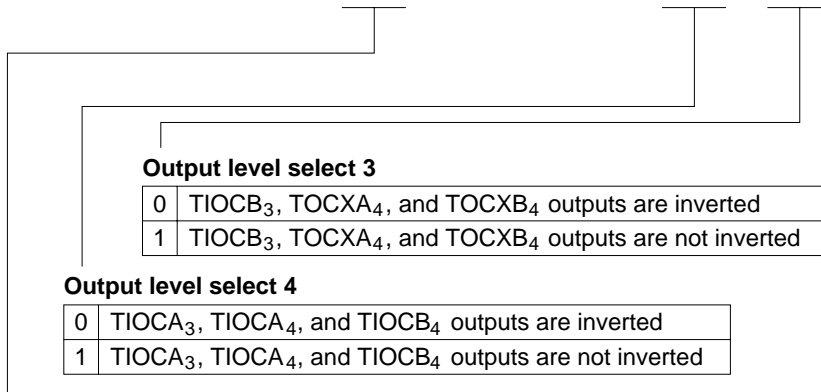 Output level select 3
0 TIOCB3, TOCXA4, and TOCXB4 outputs are inverted
1 TIOCB3, TOCXA4, and TOCXB4 outputs are not inverted
Output level select 4
0 TIOCA3, TIOCA4, and TIOCB4 outputs are inverted
1 TIOCA3, TIOCA4, and TIOCB4 outputs are not inverted